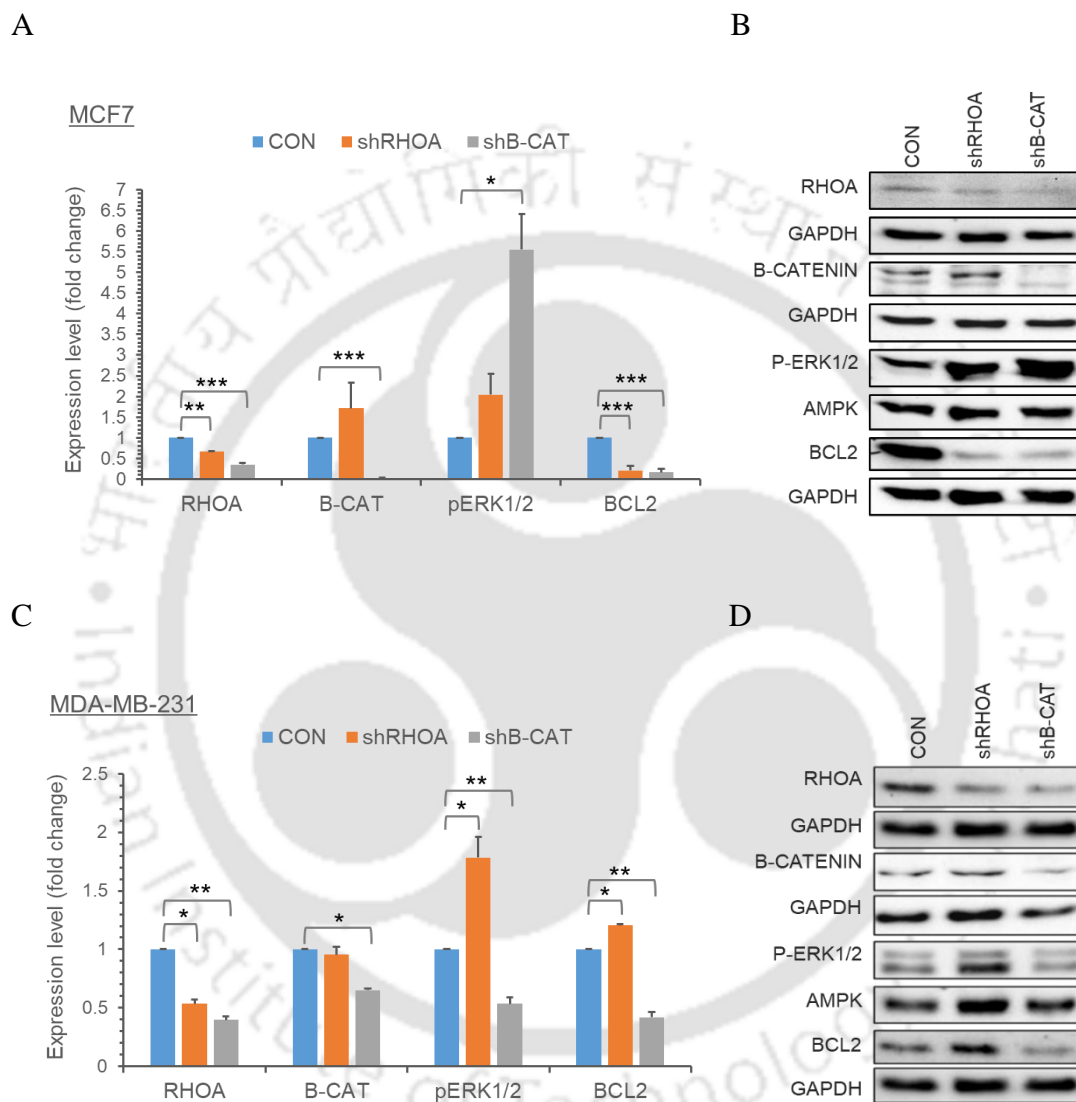 A
B
MCF7
CON shRHOA shB-CAT
Expression level (fold change)
7
6.5
6
5.5
5
4.5
4
3.5
3
2.5
2
1.5
1
0.5
0
*
***
**
***
***
***
RHOA B-CAT pERK1/2 BCL2
CON shRHOA shB-CAT
RHOA
GAPDH
B-CATENIN
GAPDH
P-ERK1/2
AMPK
BCL2
GAPDH
C
D
MDA-MB-231
CON shRHOA shB-CAT
Expression level (fold change)
2.5
2
1.5
1
0.5
0
**
*
*
**
*
**
*
RHOA B-CAT pERK1/2 BCL2
CON shRHOA shB-CAT
RHOA
GAPDH
B-CATENIN
GAPDH
P-ERK1/2
AMPK
BCL2
GAPDH
Indian Institute of Technology